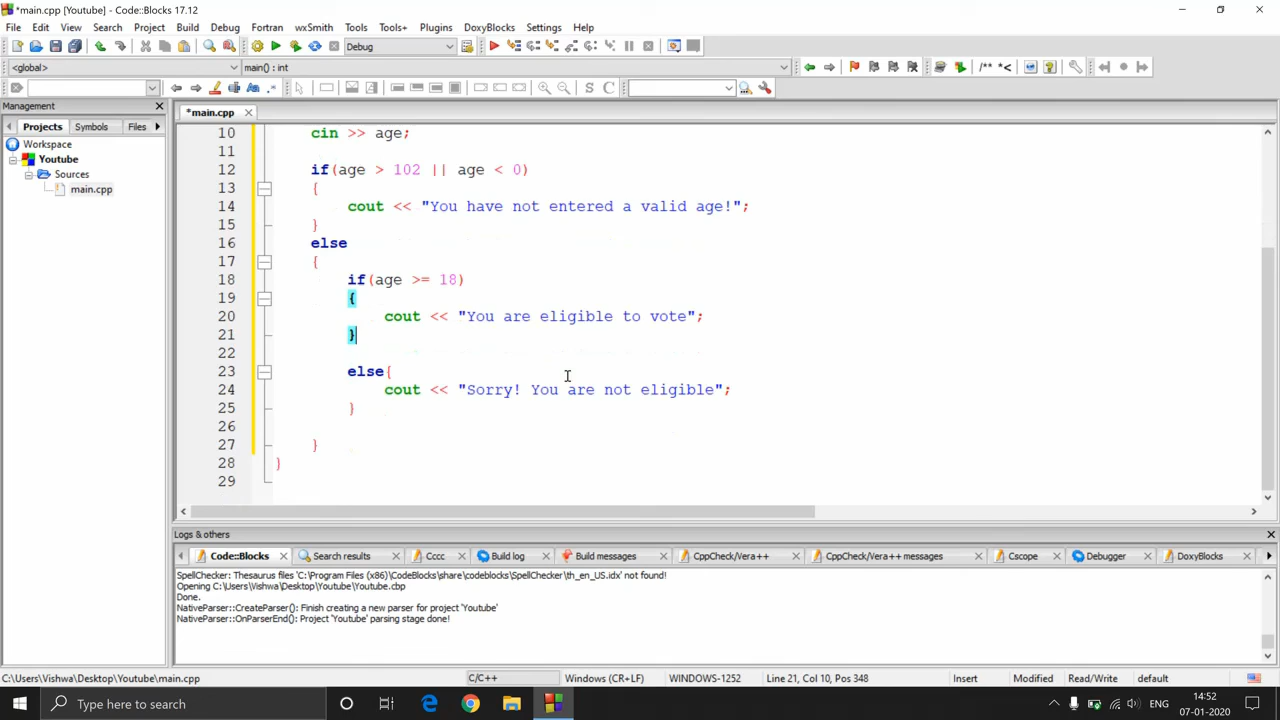 *main.cpp [Youtube] - Code::Blocks 17.12
File Edit View Search Project Build Debug Fortran wxSmith Tools Tools+ Plugins DoxyBlocks Settings Help
Debug
<global> main() : int /** *<
S C
Management
*main.cpp
Projects Symbols Files
Workspace
Youtube
Sources
main.cpp
10 cin >> age;
11
12 if(age > 102 || age < 0)
13 {
14 cout << "You have not entered a valid age!";
15 }
16 else
17 {
18 if(age >= 18)
19 {
20 cout << "You are eligible to vote";
21 }
22
23 else{
24 cout << "Sorry! You are not eligible";
25 }
26
27 }
28 }
29
Logs & others
Code::Blocks Search results Cccc Build log Build messages CppCheck/Vera++ CppCheck/Vera++ messages Cscope Debugger DoxyBlocks
SpellChecker: Thesaurus files 'C:\Program Files (x86)\CodeBlocks\share\codeblocks\SpellChecker\th_en_US.idx' not found!
Opening C:\Users\Vishwa\Desktop\Youtube\Youtube.cbp
Done.
NativeParser::CreateParser(): Finish creating a new parser for project 'Youtube'
NativeParser::OnParserEnd(): Project 'Youtube' parsing stage done!
C:\Users\Vishwa\Desktop\Youtube\main.cpp C/C++ Windows (CR+LF) WINDOWS-1252 Line 21, Col 10, Pos 348 Insert Modified Read/Write default
Type here to search
ENG
14:52
07-01-2020